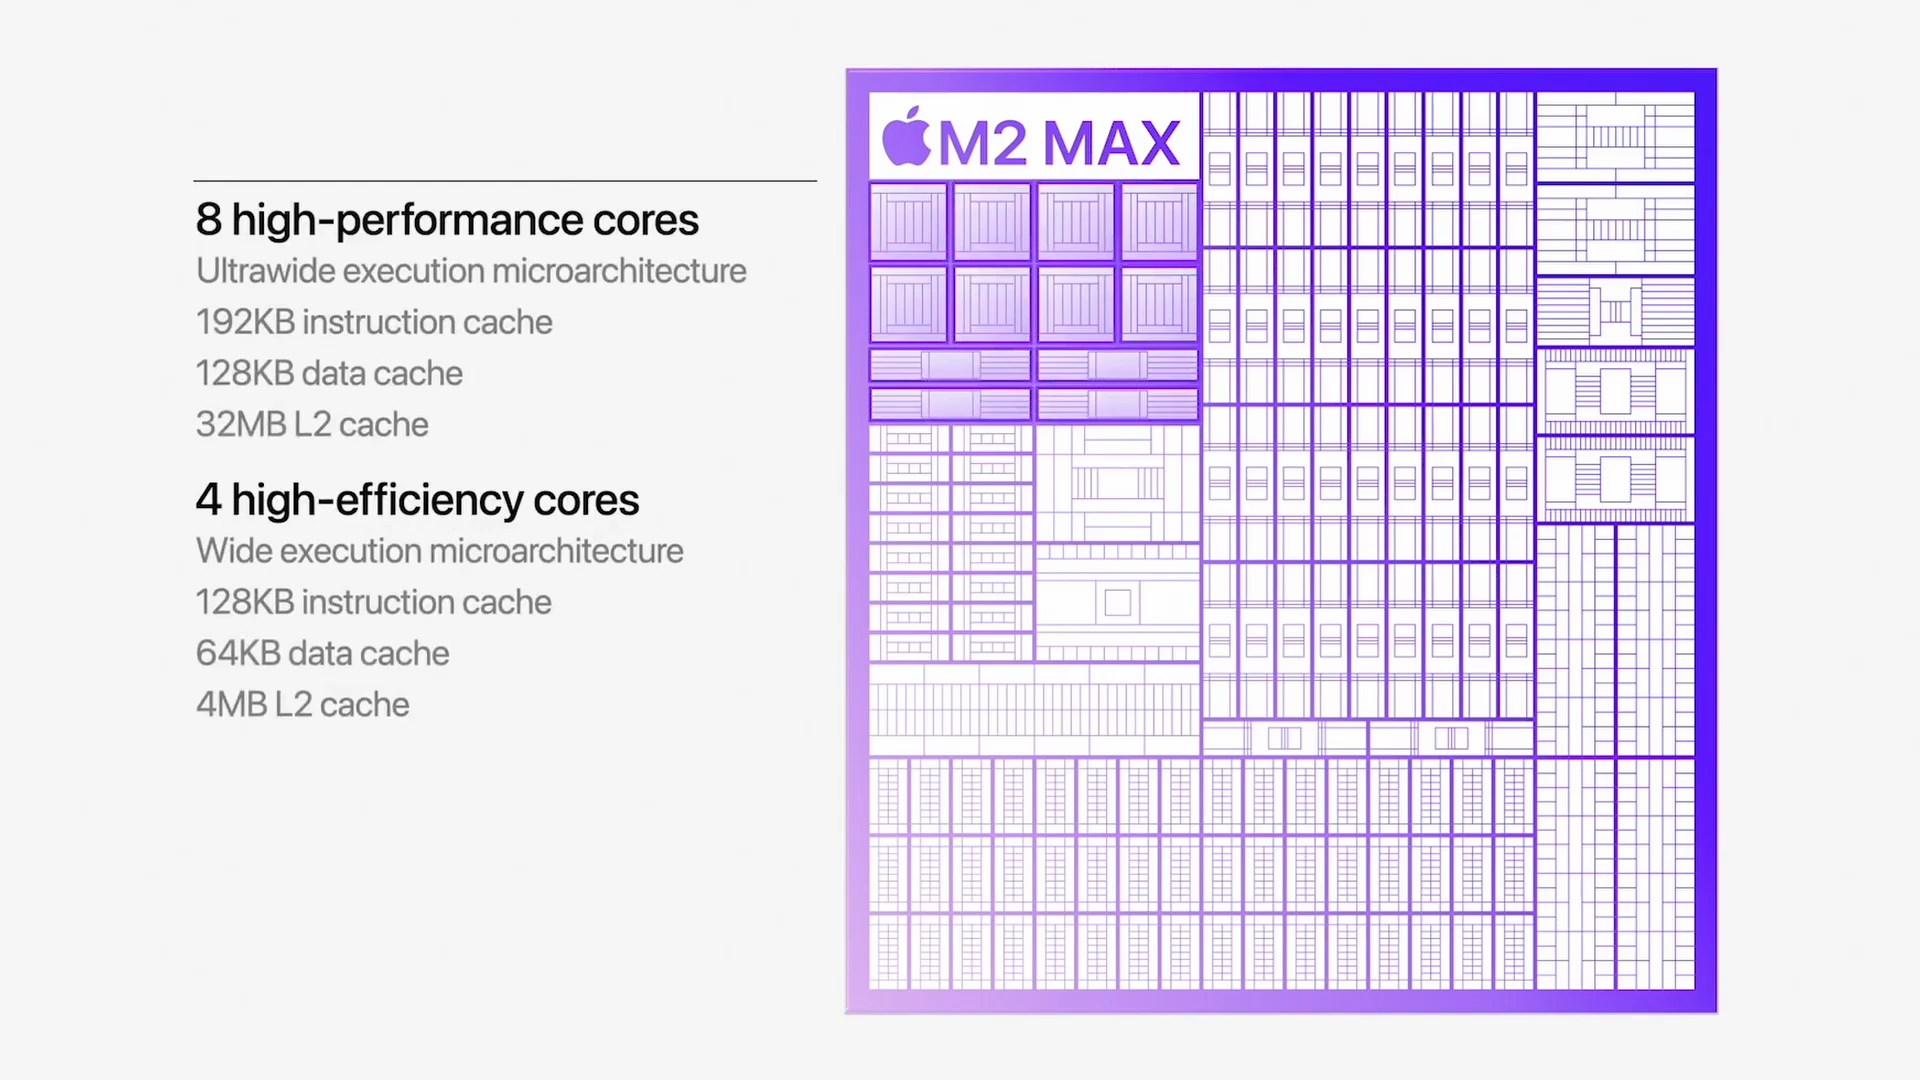 M2 MAX
8 high-performance cores
Ultrawide execution microarchitecture
192KB instruction cache
128KB data cache
32MB L2 cache
4 high-efficiency cores
Wide execution microarchitecture
128KB instruction cache
64KB data cache
4MB L2 cache